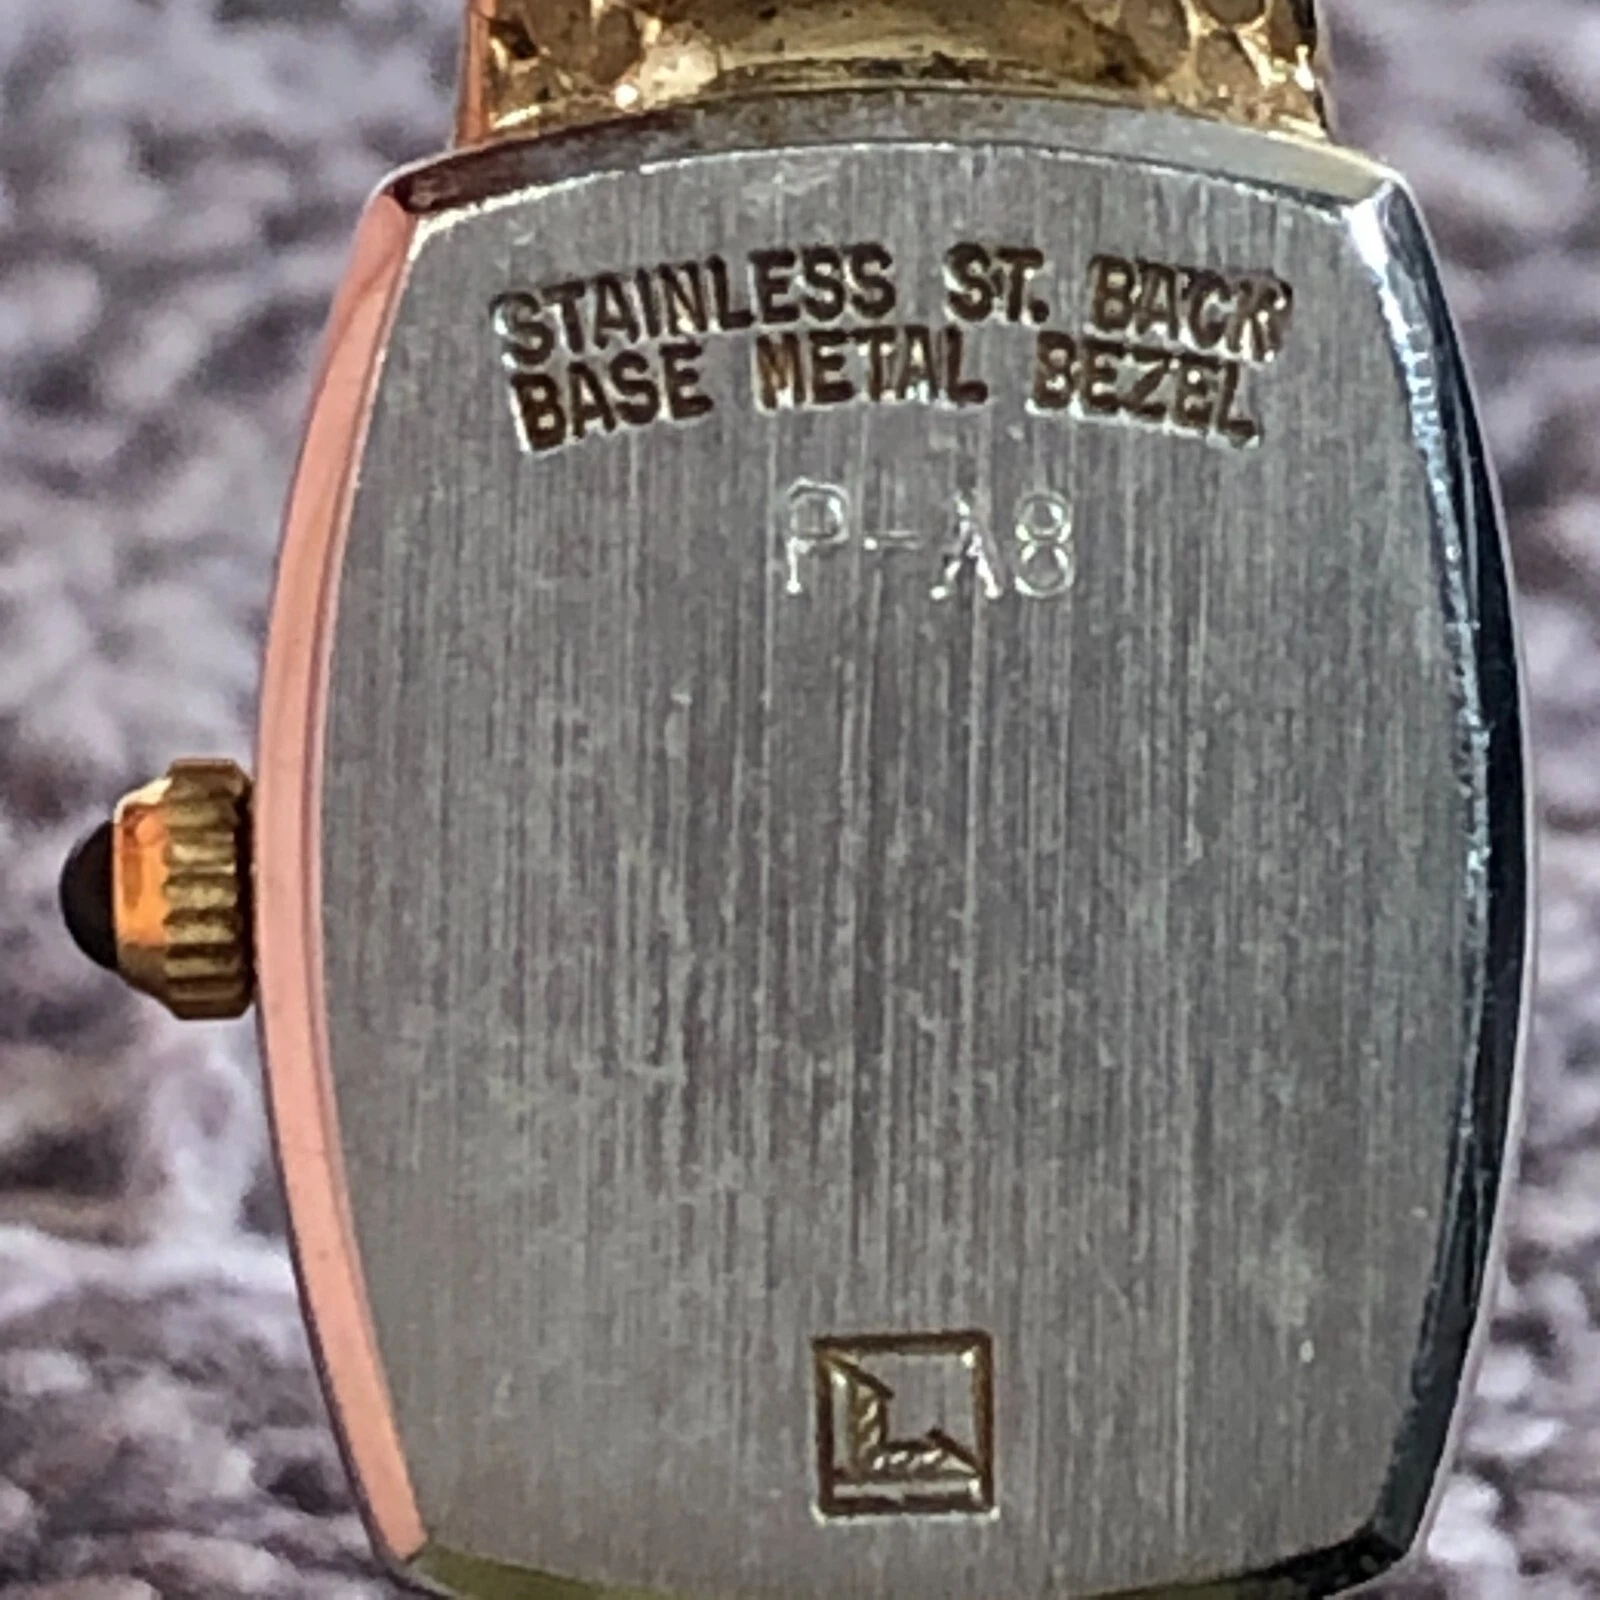 STAINLESS ST. BACK
BASE METAL BEZEL
P-A8
L